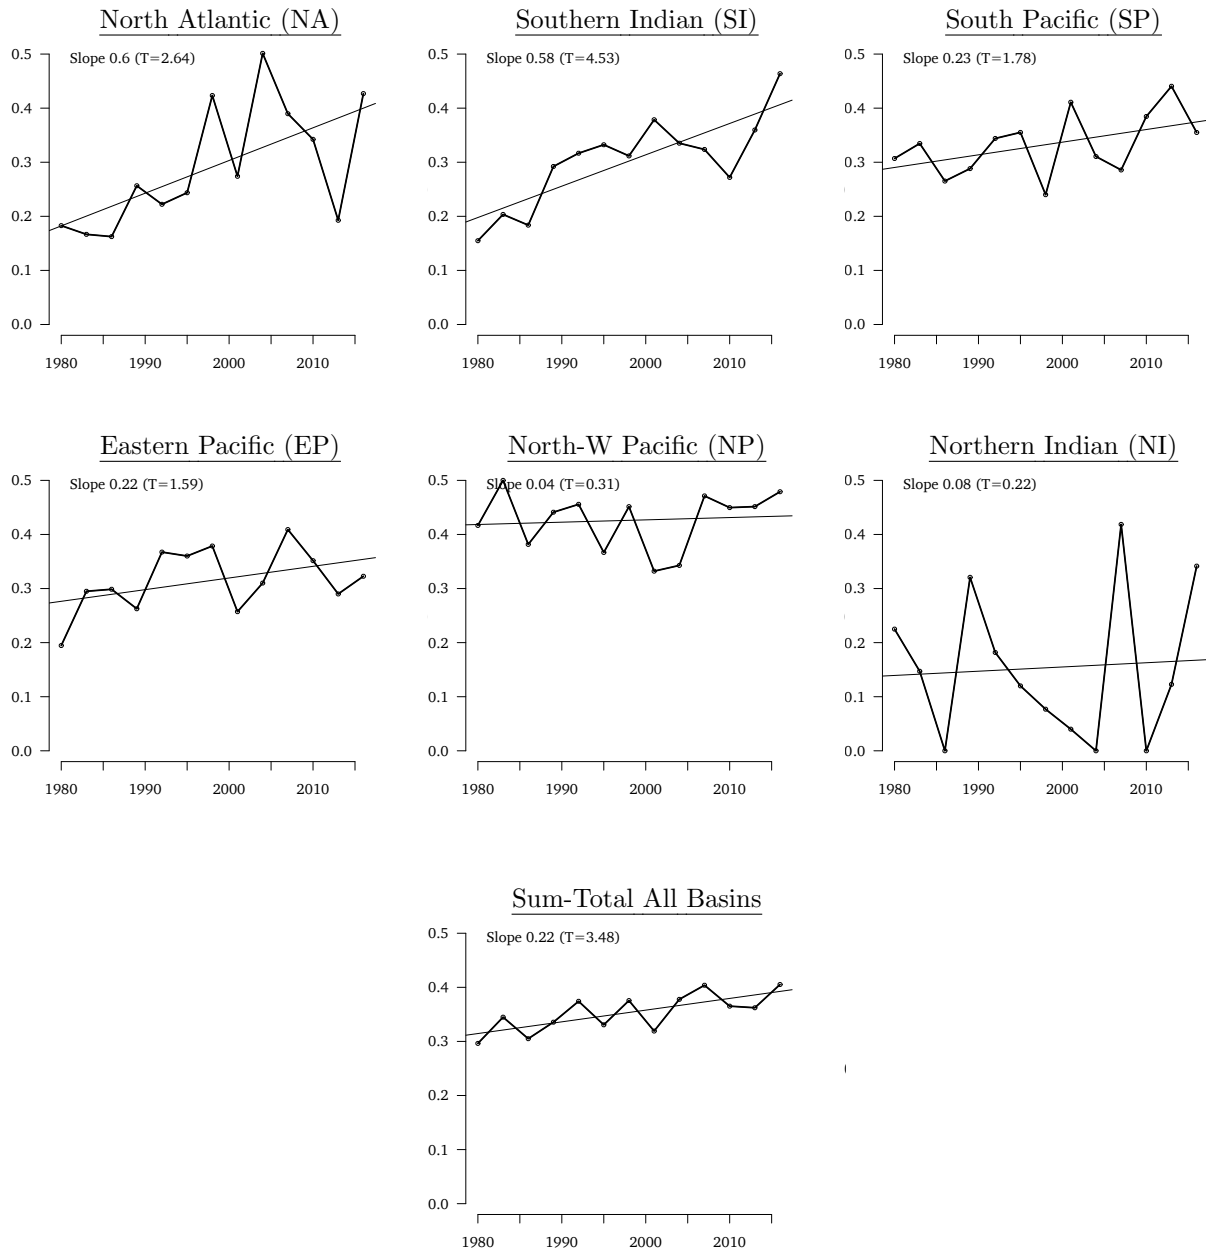 North Atlantic (NA)
Southern Indian (SI)
South Pacific (SP)
Slope 0.6 (T=2.64)
Slope 0.58 (T=4.53)
Slope 0.23 (T=1.78)
0.5
0.4
0.3
0.2
0.1
0.0
0.5
0.4
0.3
0.2
0.1
0.0
0.5
0.4
0.3
0.2
0.1
0.0
1980 1990 2000 2010
1980 1990 2000 2010
1980 1990 2000 2010
Eastern Pacific (EP)
North-W Pacific (NP)
Northern Indian (NI)
Slope 0.22 (T=1.59)
Slope 0.04 (T=0.31)
Slope 0.08 (T=0.22)
0.5
0.4
0.3
0.2
0.1
0.0
0.5
0.4
0.3
0.2
0.1
0.0
0.5
0.4
0.3
0.2
0.1
0.0
1980 1990 2000 2010
1980 1990 2000 2010
1980 1990 2000 2010
Sum-Total All Basins
Slope 0.22 (T=3.48)
0.5
0.4
0.3
0.2
0.1
0.0
1980 1990 2000 2010